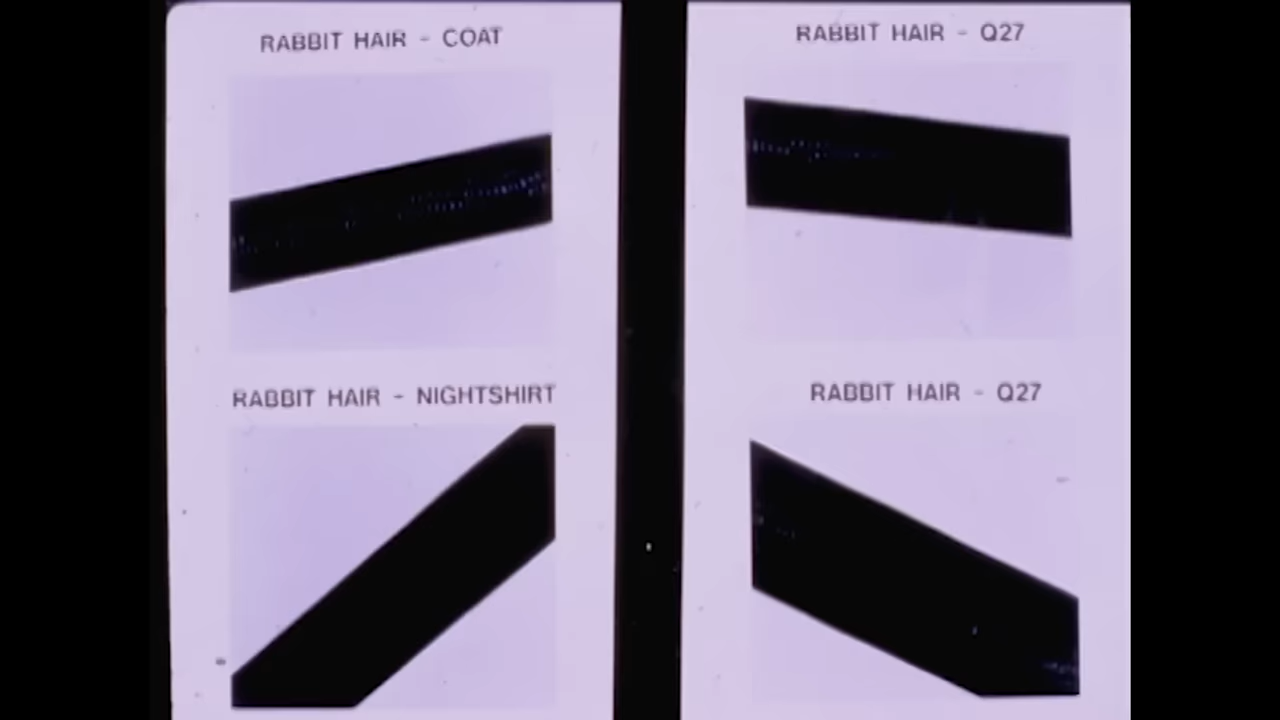 RABBIT HAIR - COAT
RABBIT HAIR - NIGHTSHIRT
RABBIT HAIR - Q27
RABBIT HAIR - Q27